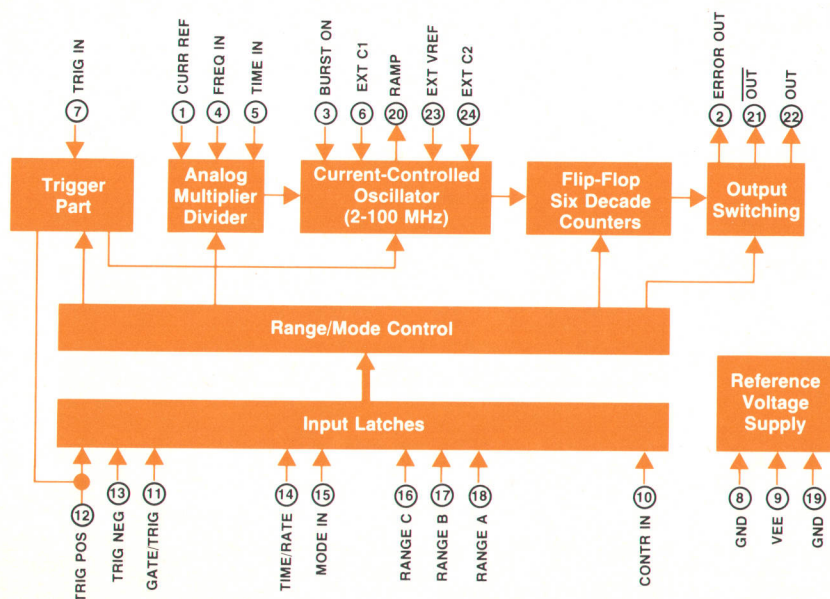 TRIG IN
7
CURR REF
1
FREQ IN
4
TIME IN
5
BURST ON
3
EXT C1
6
RAMP
20
EXT VREF
23
EXT C2
24
ERROR OUT
2
OUT
21
OUT
22
Trigger
Part
Analog
Multiplier
Divider
Current-Controlled
Oscillator
(2-100 MHz)
Flip-Flop
Six Decade
Counters
Output
Switching
Range/Mode Control
Input Latches
Reference
Voltage
Supply
12
TRIG POS
13
TRIG NEG
11
GATE/TRIG
14
TIME/RATE
15
MODE IN
16
RANGE C
17
RANGE B
18
RANGE A
10
CONTR IN
8
GND
9
VEE
19
GND